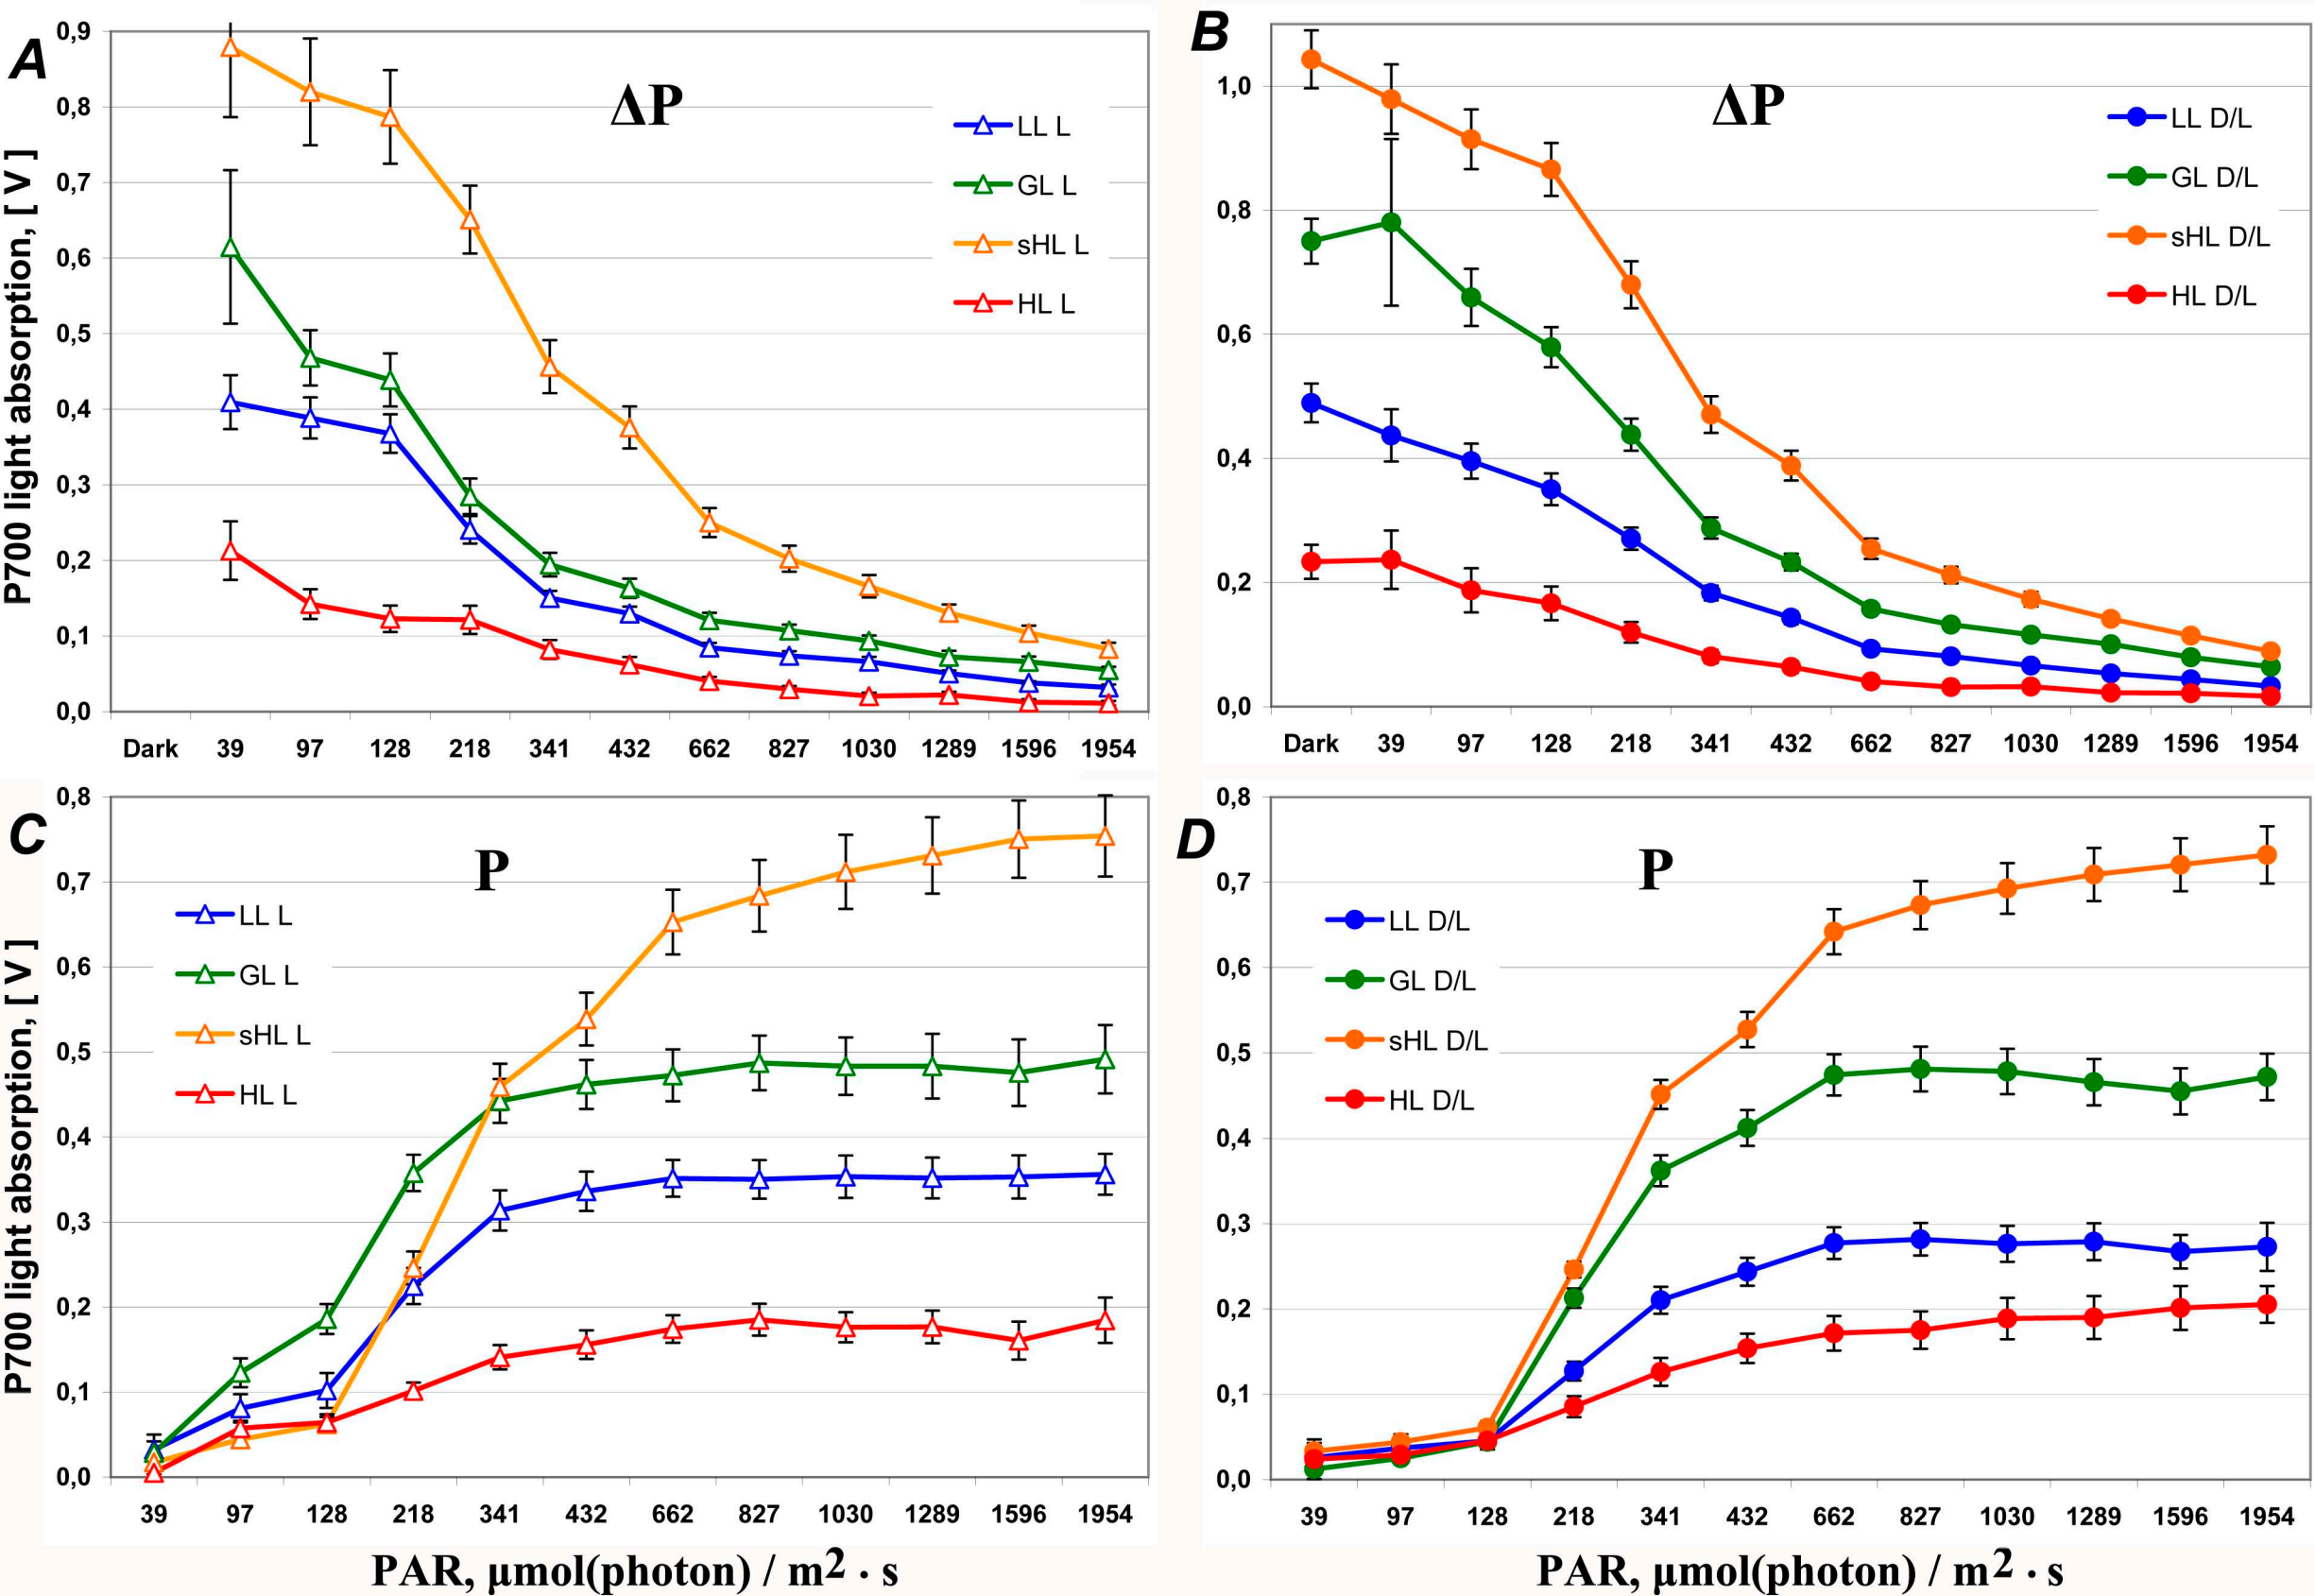 A
P700 light absorption, [ V ]
0,9
0,8
0,7
0,6
0,5
0,4
0,3
0,2
0,1
0,0
ΔP
LL L
GL L
sHL L
HL L
Dark 39 97 128 218 341 432 662 827 1030 1289 1596 1954
B
1,0
0,8
0,6
0,4
0,2
0,0
ΔP
LL D/L
GL D/L
sHL D/L
HL D/L
Dark 39 97 128 218 341 432 662 827 1030 1289 1596 1954
C
P700 light absorption, [ V ]
0,8
0,7
0,6
0,5
0,4
0,3
0,2
0,1
0,0
P
LL L
GL L
sHL L
HL L
39 97 128 218 341 432 662 827 1030 1289 1596 1954
PAR, μmol(photon) / m2 · s
D
0,8
0,7
0,6
0,5
0,4
0,3
0,2
0,1
0,0
P
LL D/L
GL D/L
sHL D/L
HL D/L
39 97 128 218 341 432 662 827 1030 1289 1596 1954
PAR, μmol(photon) / m2 · s